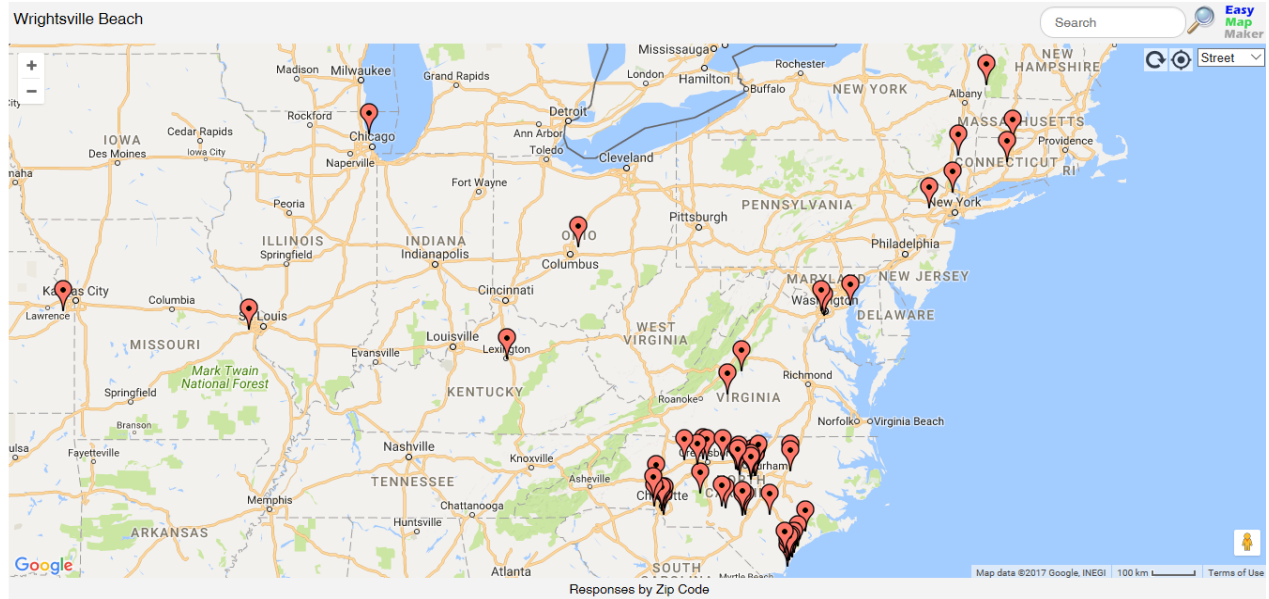 Wrightsville Beach
Search
Easy
Map
Maker
Street
+
−
Mississauga
London
Hamilton
Rochester
Buffalo
NEW YORK
Albany
NEW
HAMPSHIRE
Madison
Milwaukee
Grand Rapids
Rockford
Detroit
Ann Arbor
Toledo
Cleveland
Chicago
Naperville
IOWA
Des Moines
Cedar Rapids
Iowa City
MASSACHUSETTS
Providence
CONNECTICUT
RI
Fort Wayne
Peoria
ILLINOIS
Springfield
INDIANA
Indianapolis
OHIO
Columbus
Pittsburgh
PENNSYLVANIA
New York
Philadelphia
NEW JERSEY
MARYLAND
Washington
DELAWARE
Kansas City
Lawrence
Columbia
St Louis
MISSOURI
Cincinnati
Louisville
Lexington
Evansville
WEST
VIRGINIA
Mark Twain
National Forest
Springfield
KENTUCKY
Richmond
Roanoke
VIRGINIA
Norfolk
Virginia Beach
Branson
Fayetteville
Nashville
Knoxville
TENNESSEE
Asheville
Charlotte
Memphis
Chattanooga
Huntsville
ARKANSAS
Atlanta
SOUTH
CAROLINA
Myrtle Beach
Google
Map data ©2017 Google, INEGI
100 km
Terms of Use
Responses by Zip Code